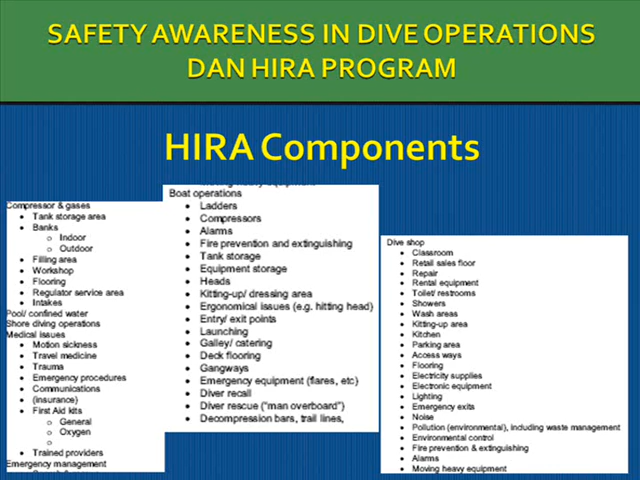 SAFETY AWARENESS IN DIVE OPERATIONS
DAN HIRA PROGRAM
HIRA Components
Compressor & gases
• Tank storage area
• Banks
o Indoor
o Outdoor
• Filling area
• Workshop
• Flooring
• Regulator service area
• Intakes
Pool/ confined water
Shore diving operations
Medical issues
• Motion sickness
• Travel medicine
• Trauma
• Emergency procedures
• Communications
• (insurance)
• First Aid kits
o General
o Oxygen
o
• Trained providers
Emergency management
Boat operations
• Ladders
• Compressors
• Alarms
• Fire prevention and extinguishing
• Tank storage
• Equipment storage
• Heads
• Kitting-up/ dressing area
• Ergonomical issues (e.g. hitting head)
• Entry/ exit points
• Launching
• Galley/ catering
• Deck flooring
• Gangways
• Emergency equipment (flares, etc)
• Diver recall
• Diver rescue ("man overboard")
• Decompression bars, trail lines,
Dive shop
• Classroom
• Retail sales floor
• Repair
• Rental equipment
• Toilet/ restrooms
• Showers
• Wash areas
• Kitting-up area
• Kitchen
• Parking area
• Access ways
• Flooring
• Electricity supplies
• Electronic equipment
• Lighting
• Emergency exits
• Noise
• Pollution (environmental), including waste management
• Environmental control
• Fire prevention & extinguishing
• Alarms
• Moving heavy equipment